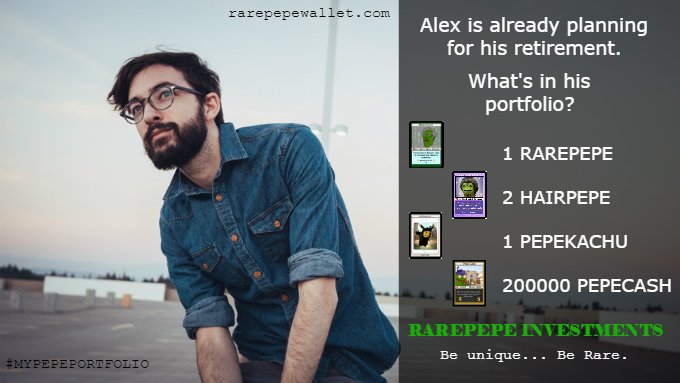 rarepepewallet.com
Alex is already planning
for his retirement.
What's in his
portfolio?
1 RAREPEPE
2 HAIRPEPE
1 PEPEKACHU
200000 PEPECASH
RAREPEPE INVESTMENTS
Be unique... Be Rare.
#MYPEPEPORTFOLIO